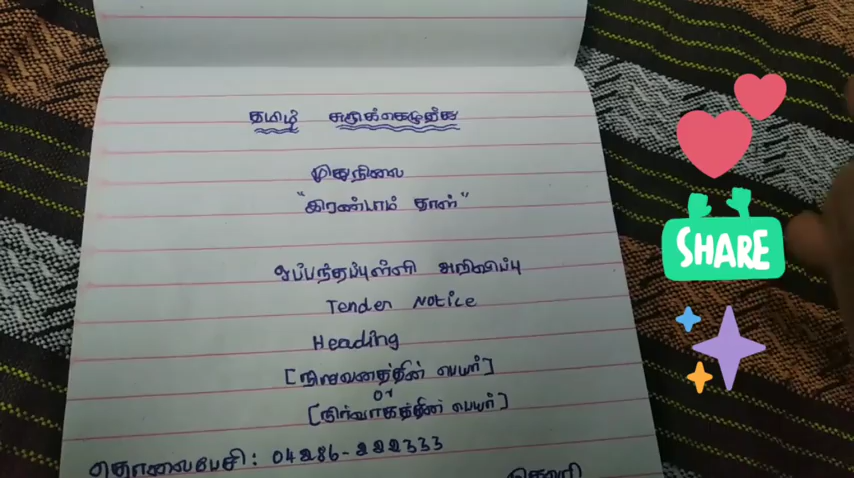 தமிழ் சுருக்கெழுத்து
முதுநிலை
"இரண்டாம் தாள்"
ஒப்பந்தப்புள்ளி அறிவிப்பு
Tender Notice
Heading
[நிறுவனத்தின் பெயர்]
or
[நிர்வாகத்தின் பெயர்]
தொலைபேசி: 04286-222333
SHARE